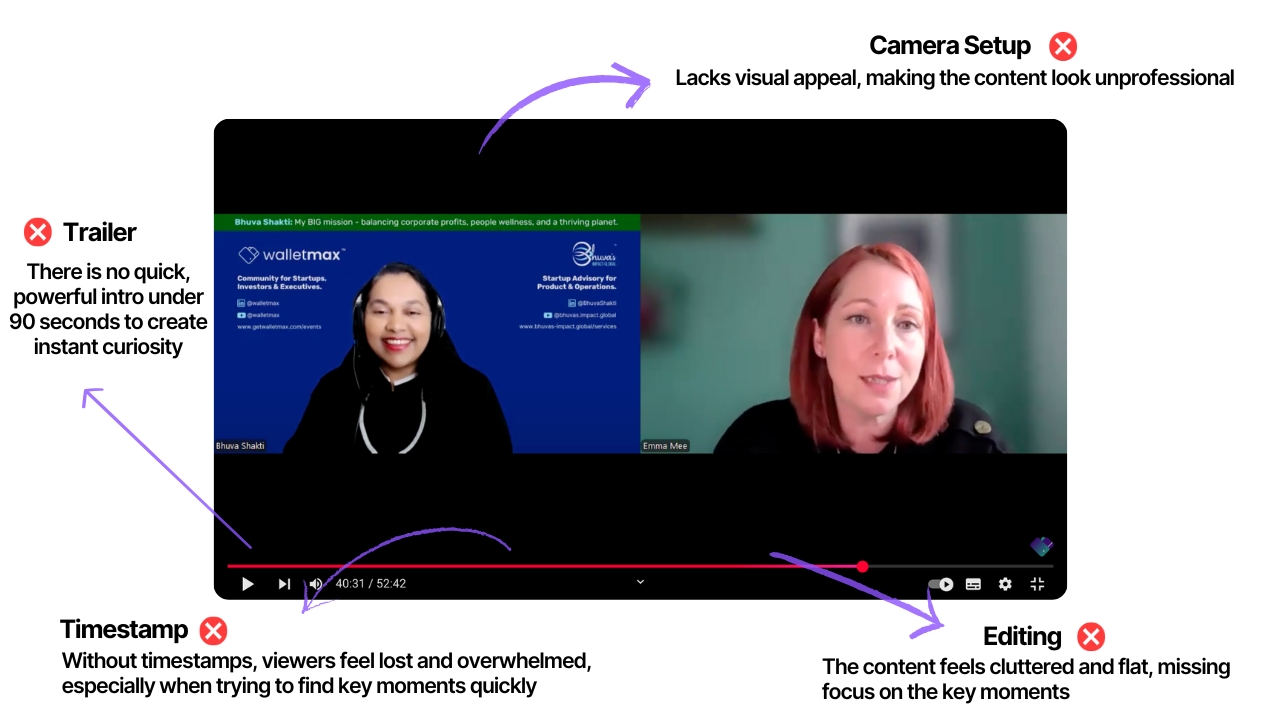 Camera Setup
Lacks visual appeal, making the content look unprofessional
Trailer
There is no quick,
powerful intro under
90 seconds to create
instant curiosity
Bhuva Shakti: My BIG mission - balancing corporate profits, people wellness, and a thriving planet.
walletmax™
Community for Startups,
Investors & Executives.
@walletmax
@walletmax
www.getwalletmax.com/events
Bhuva's
IMPACT GLOBAL
Startup Advisory for
Product & Operations.
@BhuvaShakti
@bhuvas.impact.global
www.bhuvas-impact.global/services
Bhuva Shakti
Emma Mee
40:31 / 52:42
Timestamp
Without timestamps, viewers feel lost and overwhelmed,
especially when trying to find key moments quickly
Editing
The content feels cluttered and flat, missing
focus on the key moments